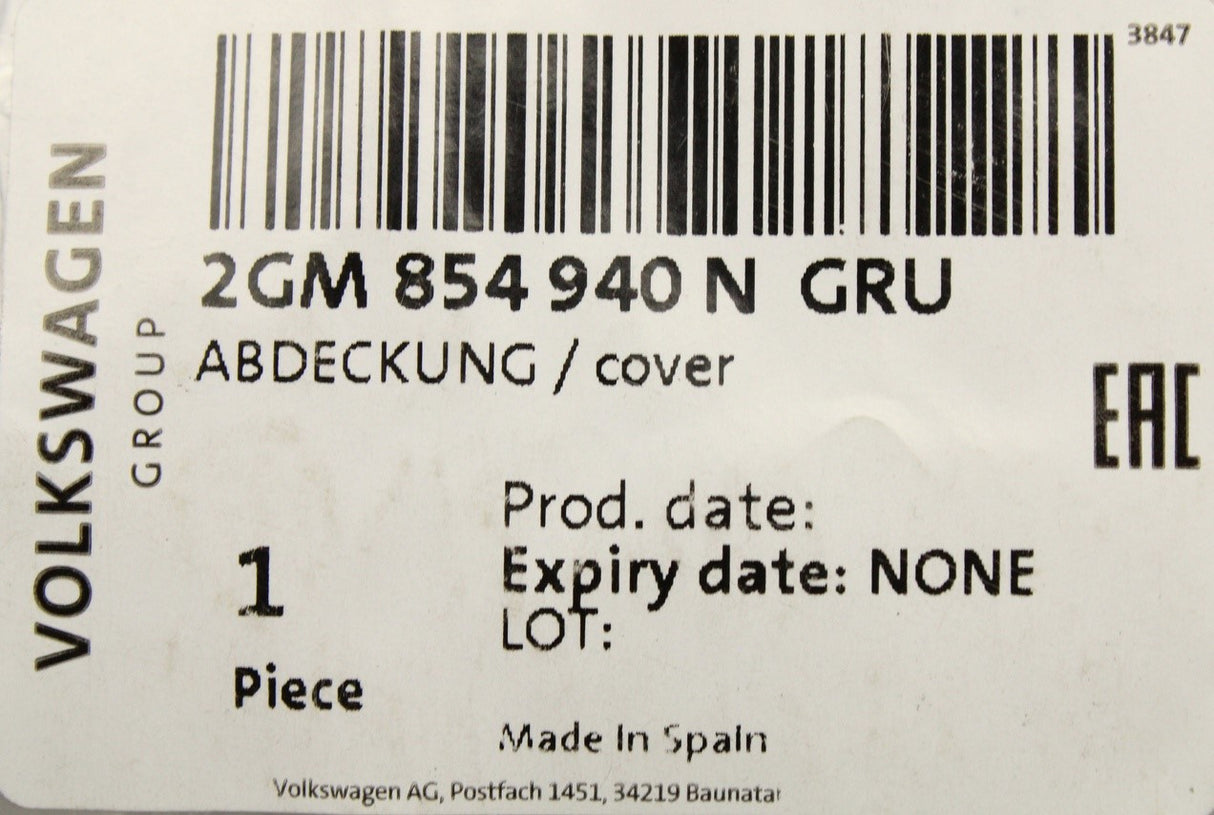 3847
VOLKSWAGEN
GROUP
2GM 854 940 N GRU
ABDECKUNG / cover
EAC
Prod. date:
Expiry date: NONE
LOT:
1
Piece
Made In Spain
Volkswagen AG, Postfach 1451, 34219 Baunatal